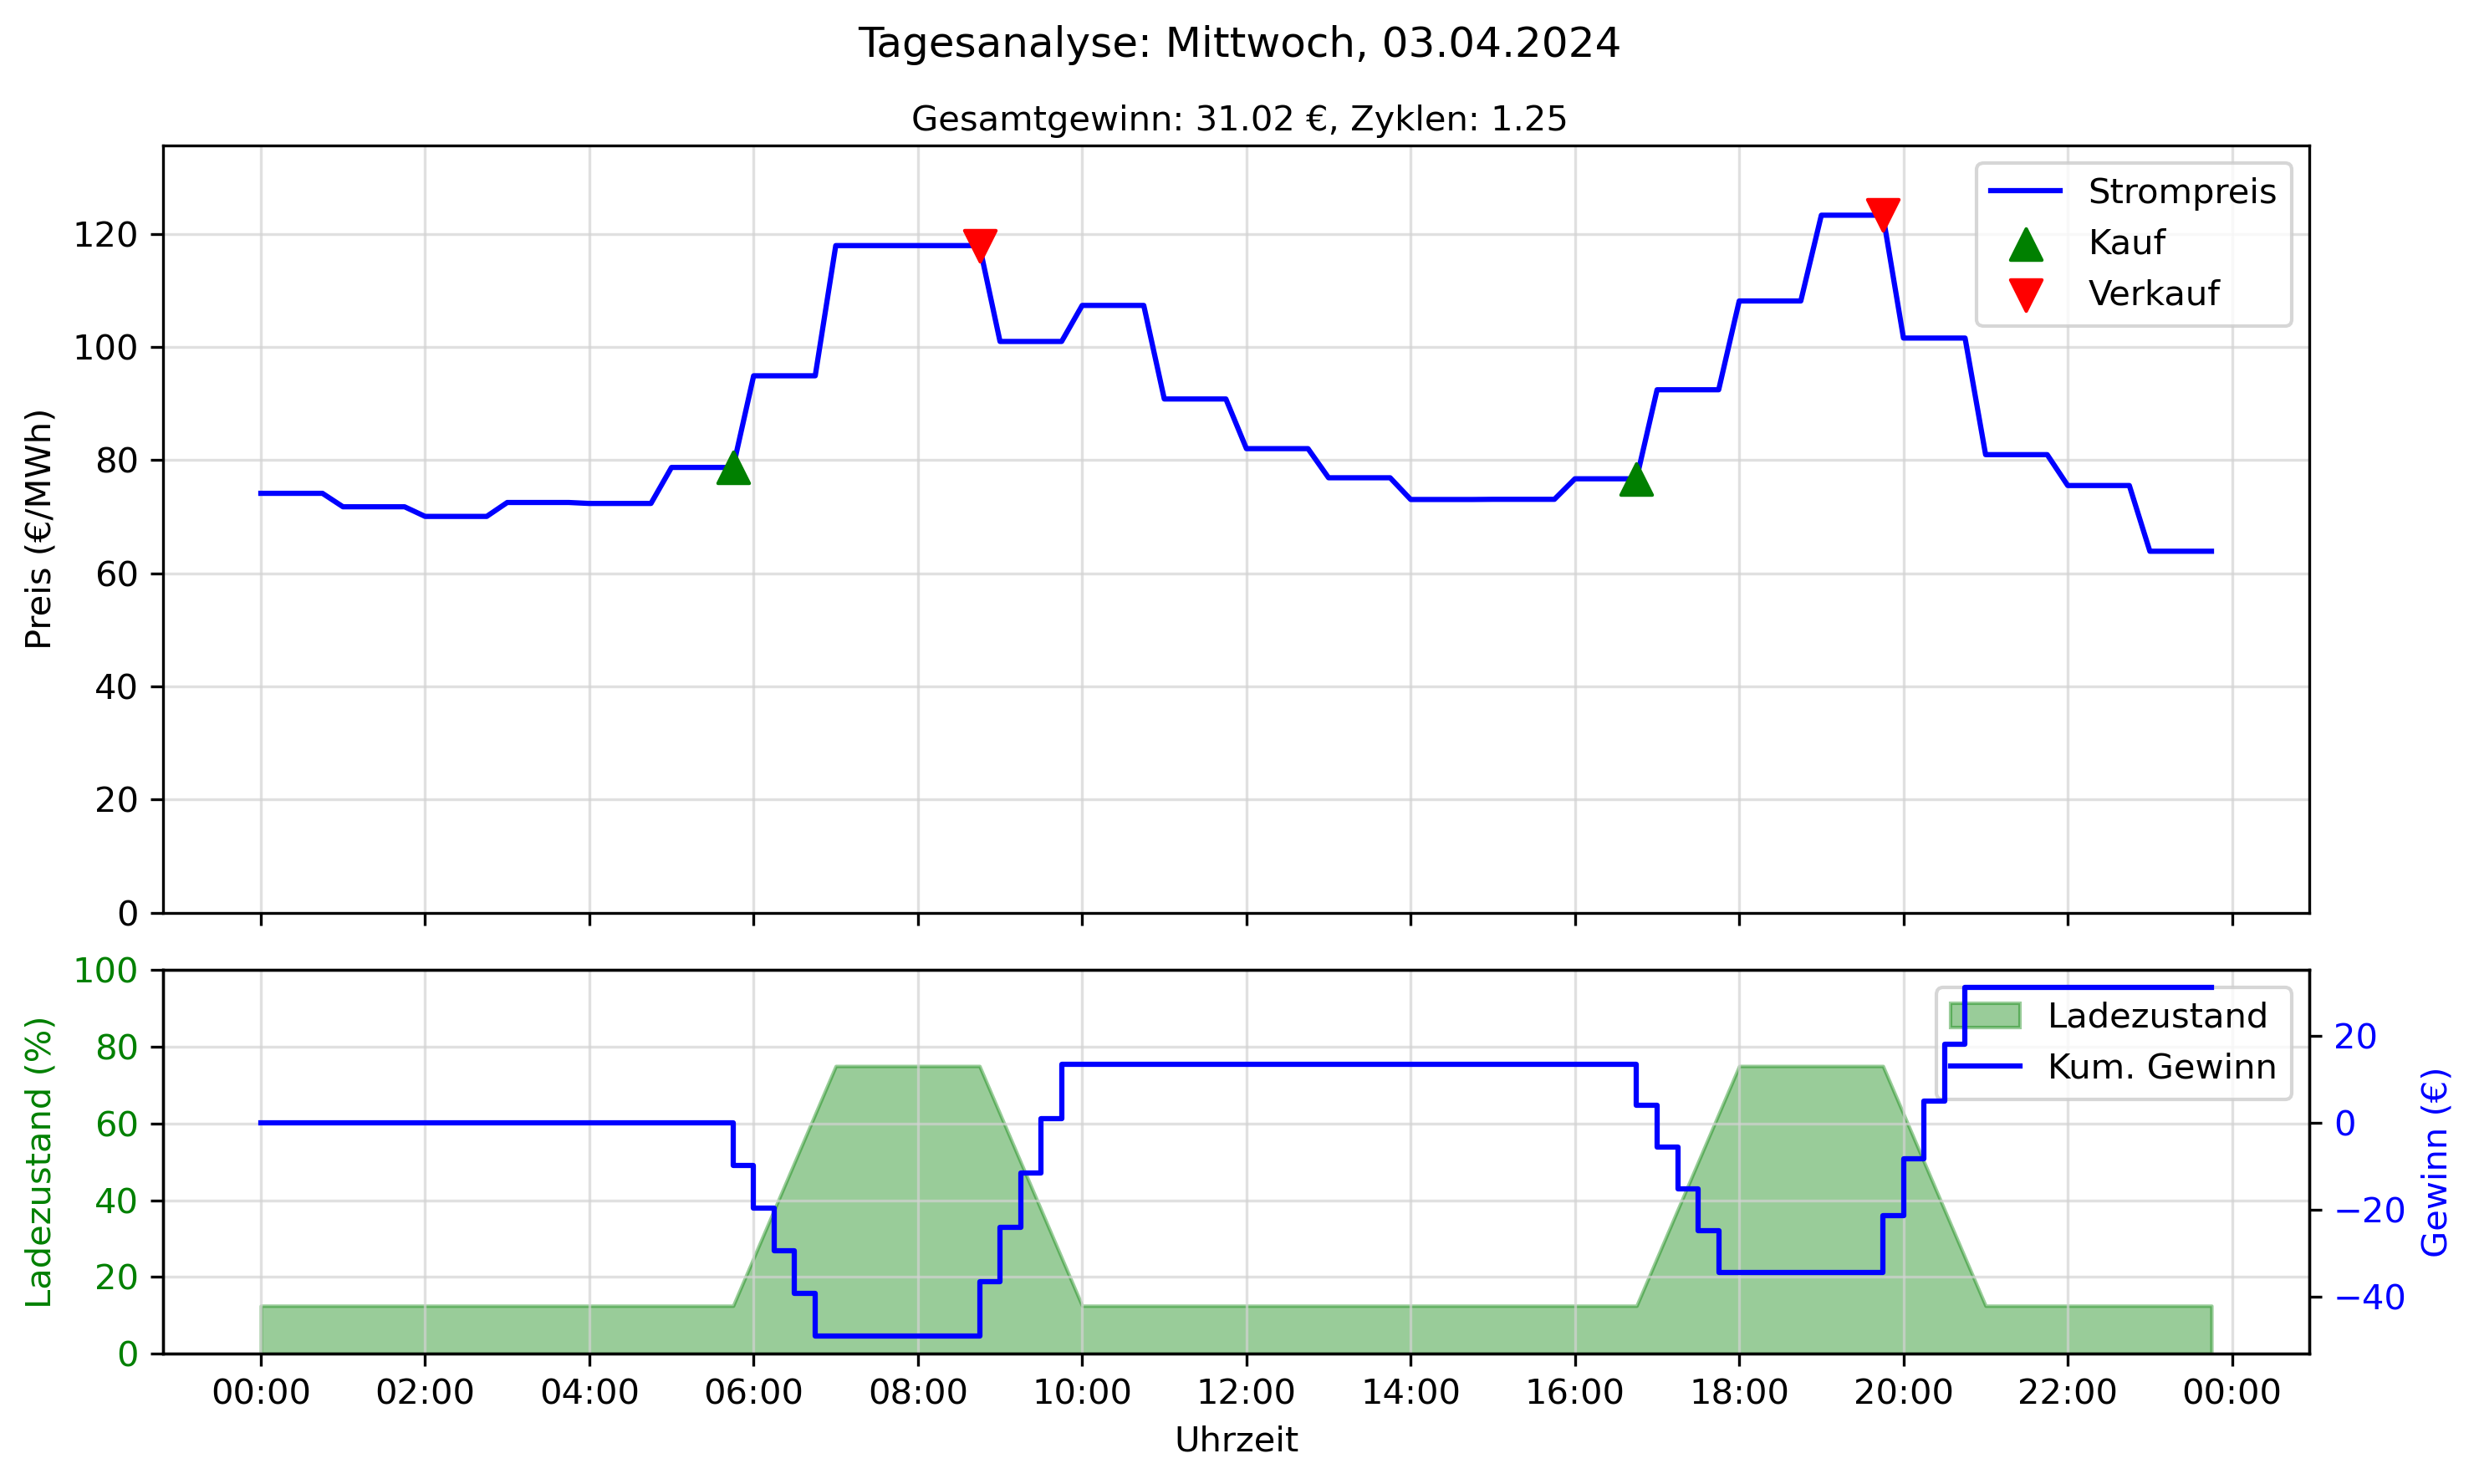 Tagesanalyse: Mittwoch, 03.04.2024
Gesamtgewinn: 31.02 €, Zyklen: 1.25
Preis (€/MWh)
120
100
80
60
40
20
0
Strompreis
Kauf
Verkauf
Ladezustand (%)
100
80
60
40
20
0
Ladezustand
Kum. Gewinn
20
0
−20
−40
Gewinn (€)
00:00 02:00 04:00 06:00 08:00 10:00 12:00 14:00 16:00 18:00 20:00 22:00 00:00
Uhrzeit